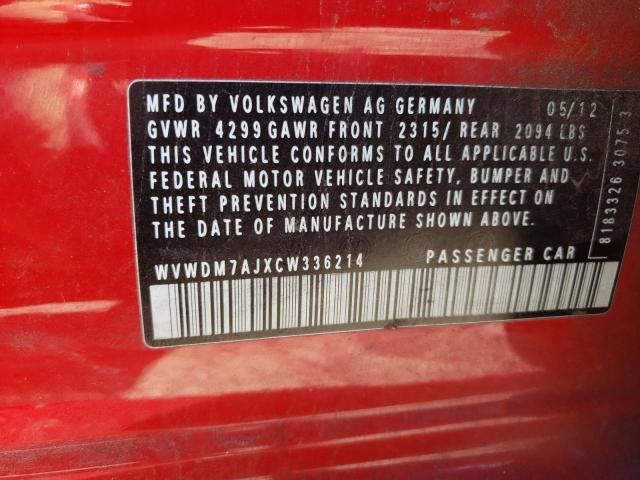 MFD BY VOLKSWAGEN AG GERMANY 05/12
GVWR 4299 GAWR FRONT 2315/ REAR 2094 LBS
THIS VEHICLE CONFORMS TO ALL APPLICABLE U.S.
FEDERAL MOTOR VEHICLE SAFETY, BUMPER AND
THEFT PREVENTION STANDARDS IN EFFECT ON
THE DATE OF MANUFACTURE SHOWN ABOVE.
WVWDM7AJXCW336214 PASSENGER CAR
8183326 3075 3